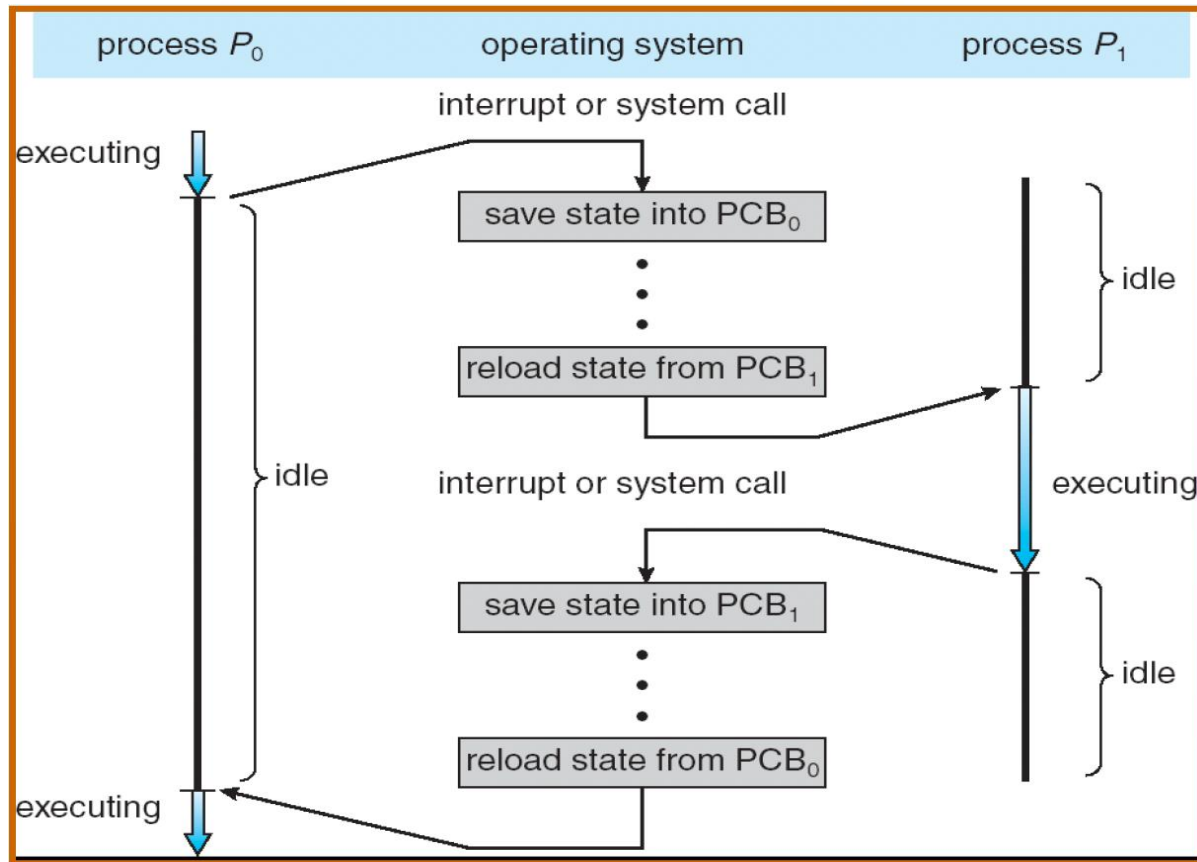 process P₀
operating system
process P₁
interrupt or system call
executing
save state into PCB₀
idle
reload state from PCB₁
idle
interrupt or system call
executing
save state into PCB₁
idle
reload state from PCB₀
executing